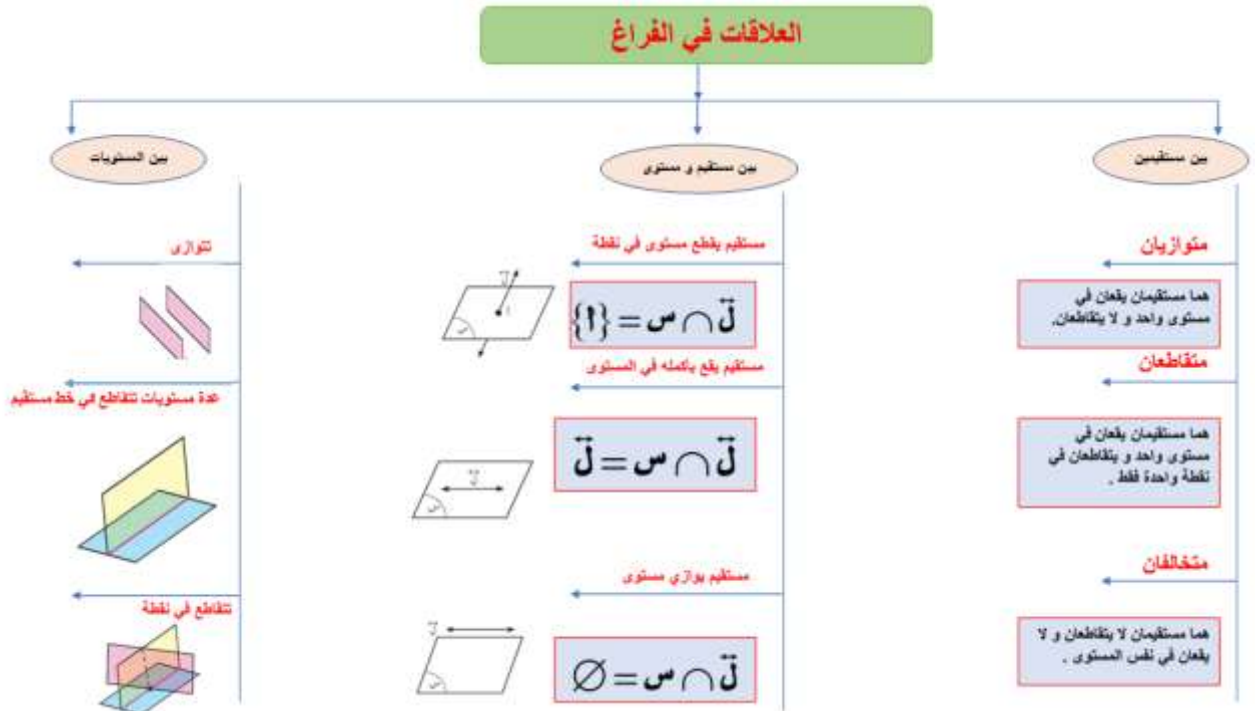 العلاقات في الفراغ
بين مستقيمين
متوازيان
هما مستقيمان يقعان في
مستوى واحد و لا يتقاطعان.
متقاطعان
هما مستقيمان يقعان في
مستوى واحد و يتقاطعان في
نقطة واحدة فقط .
متخالفان
هما مستقيمان لا يتقاطعان و لا
يقعان في نفس المستوى .
بين مستقيم و مستوى
مستقيم يقطع مستوى في نقطة
ل ∩ س = {أ}
مستقيم يقع بأكمله في المستوى
ل ∩ س = ل
مستقيم يوازي مستوى
ل ∩ س = ∅
بين المستويات
تتوازى
عدة مستويات تتقاطع في خط مستقيم
تتقاطع في نقطة